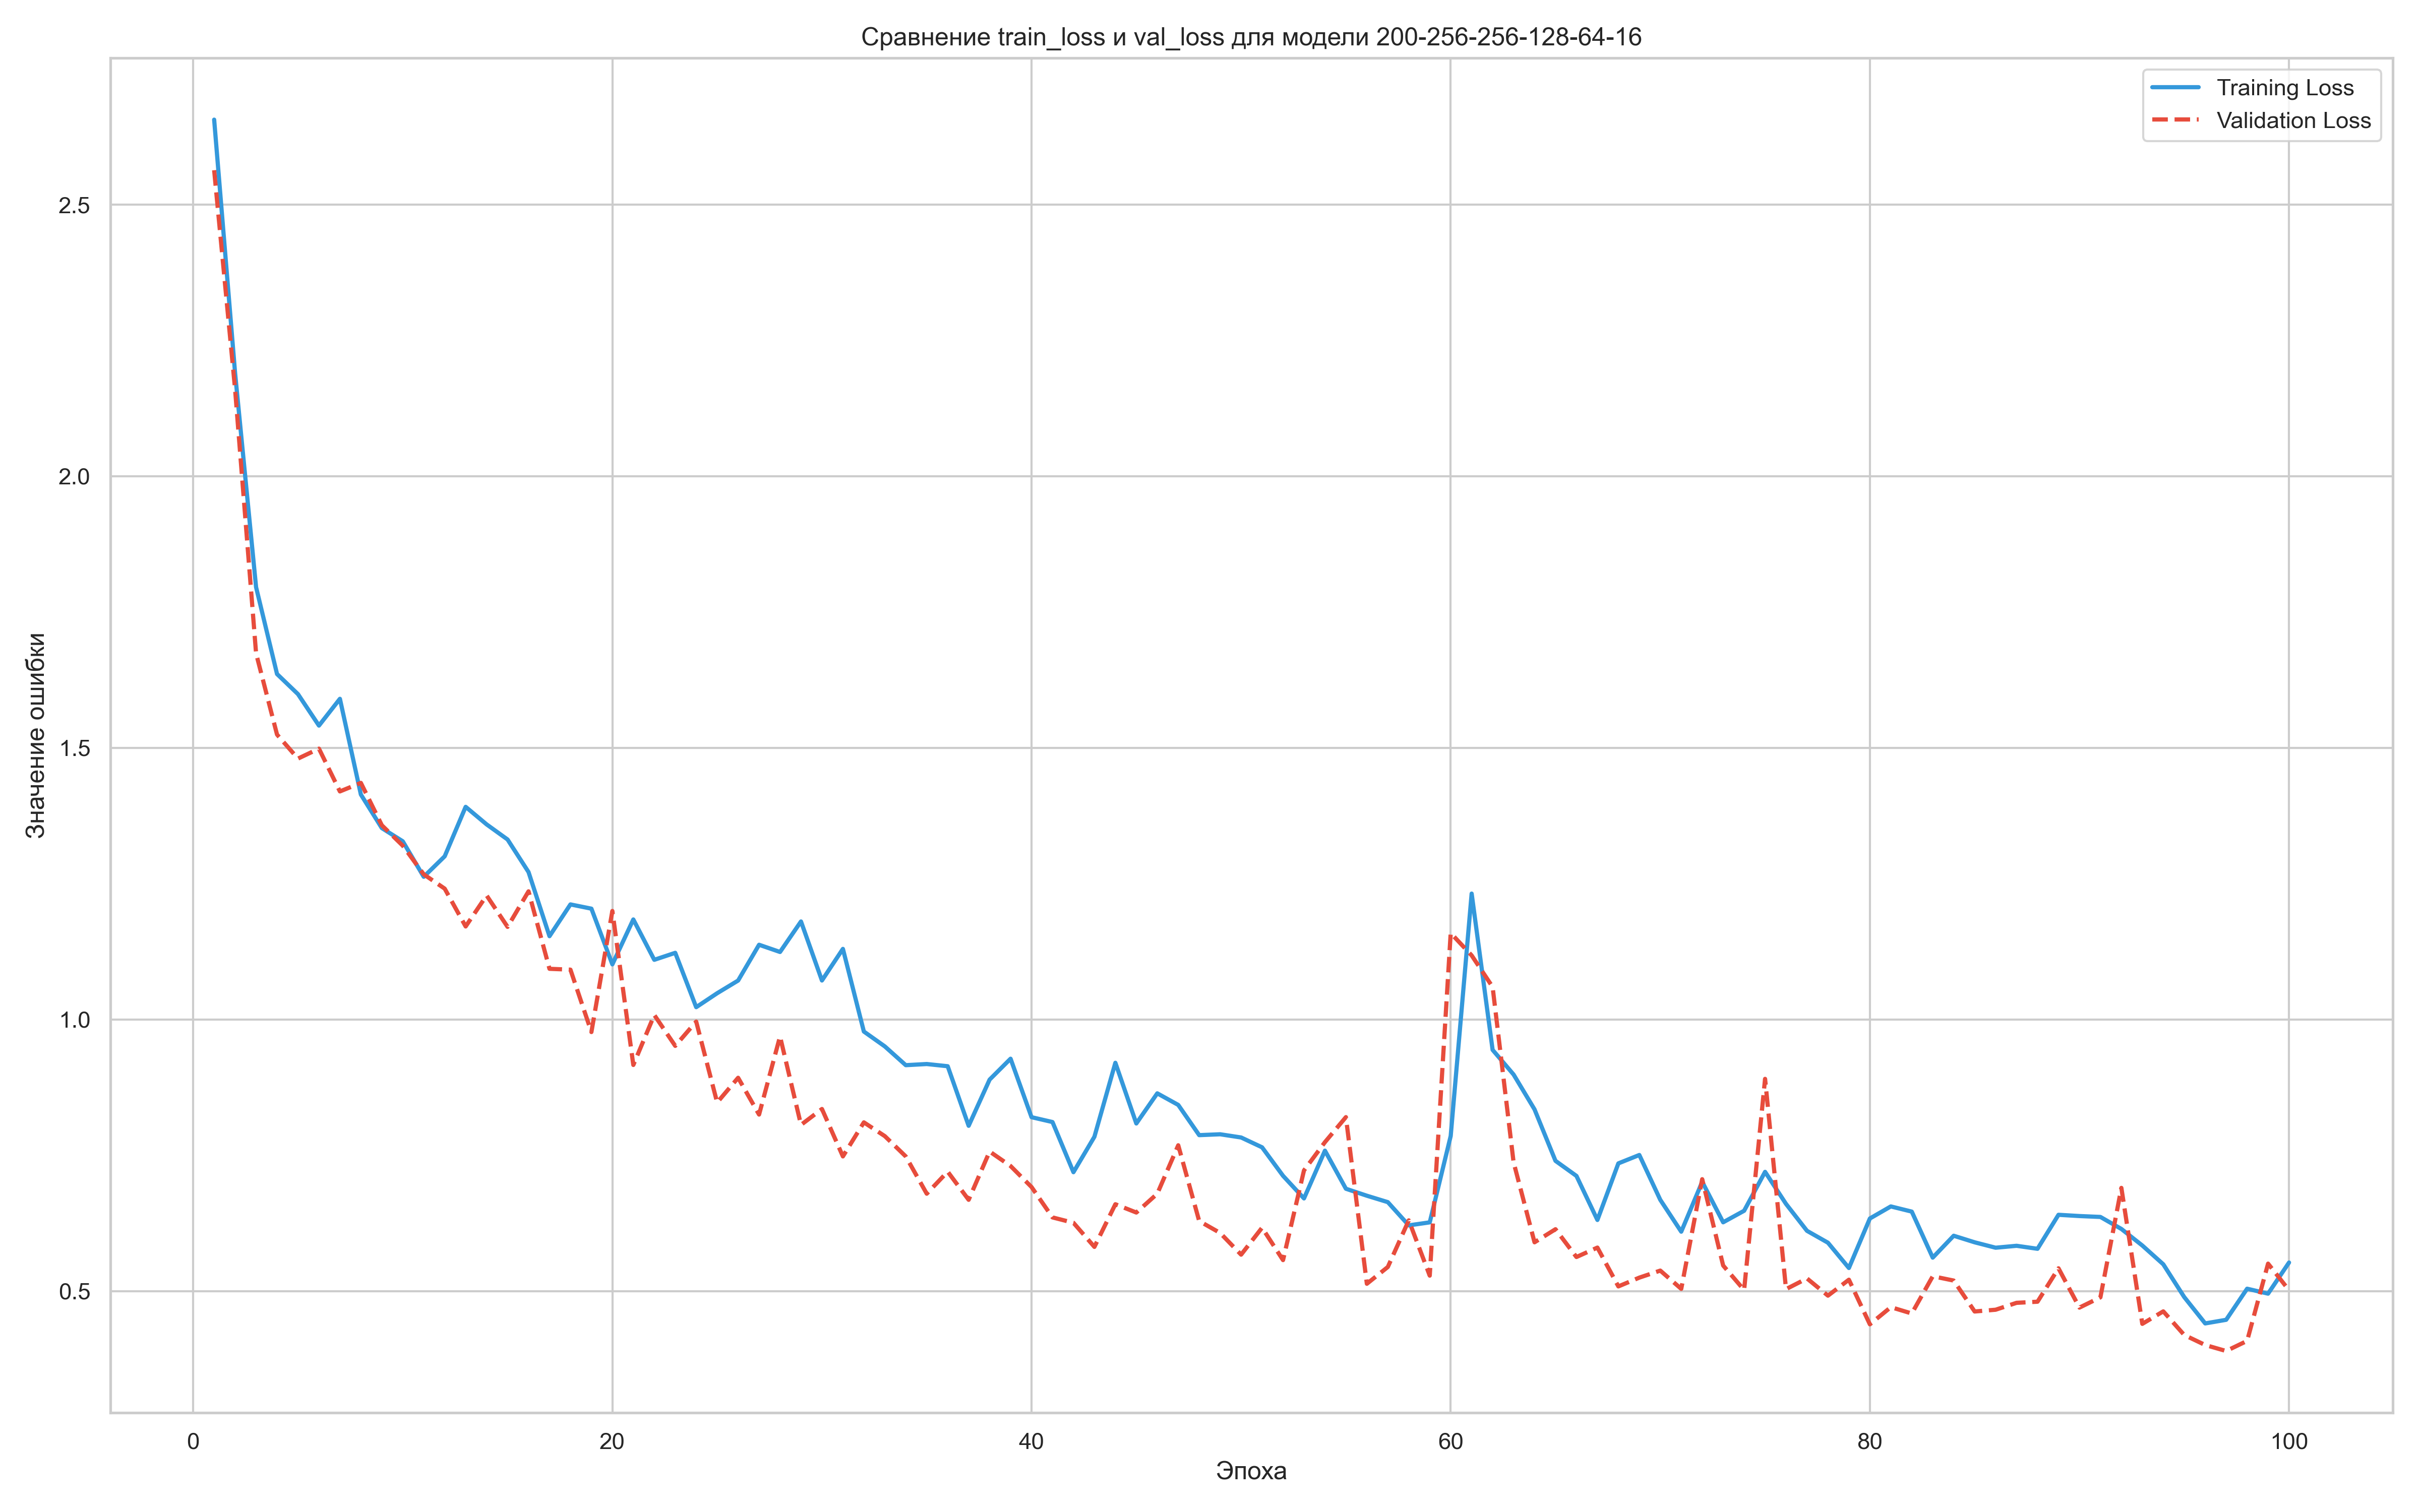 Сравнение train_loss и val_loss для модели 200-256-256-128-64-16
Training Loss
Validation Loss
Значение ошибки
2.5
2.0
1.5
1.0
0.5
0 20 40 60 80 100
Эпоха